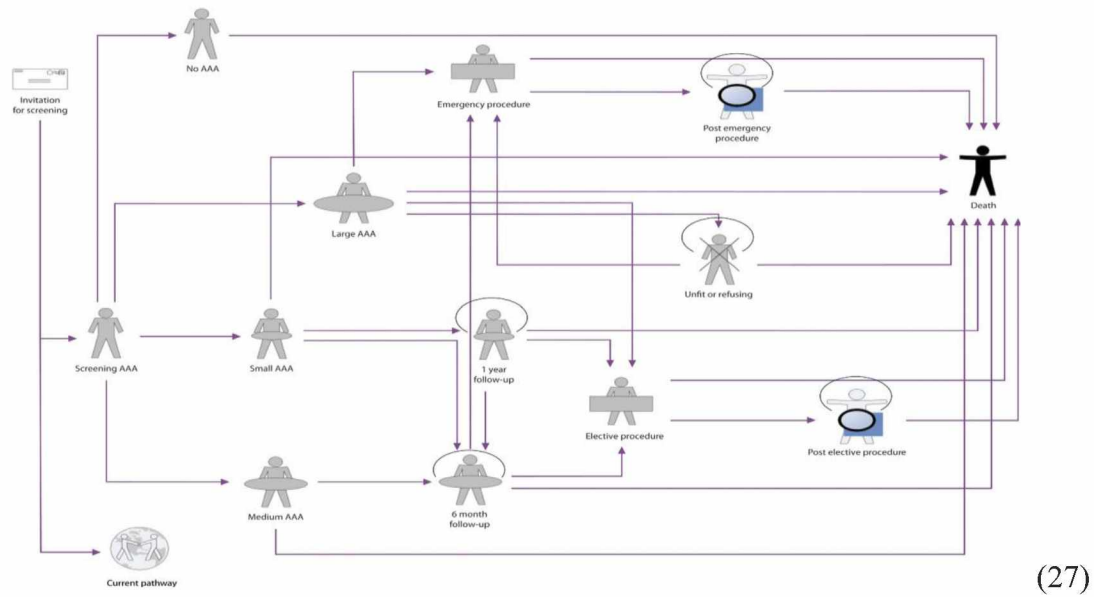 No AAA
Invitation
for screening
Emergency procedure
Post emergency
procedure
Death
Large AAA
Unfit or refusing
Screening AAA
Small AAA
1 year
follow-up
Elective procedure
Post elective procedure
Medium AAA
6 month
follow-up
Current pathway
(27)